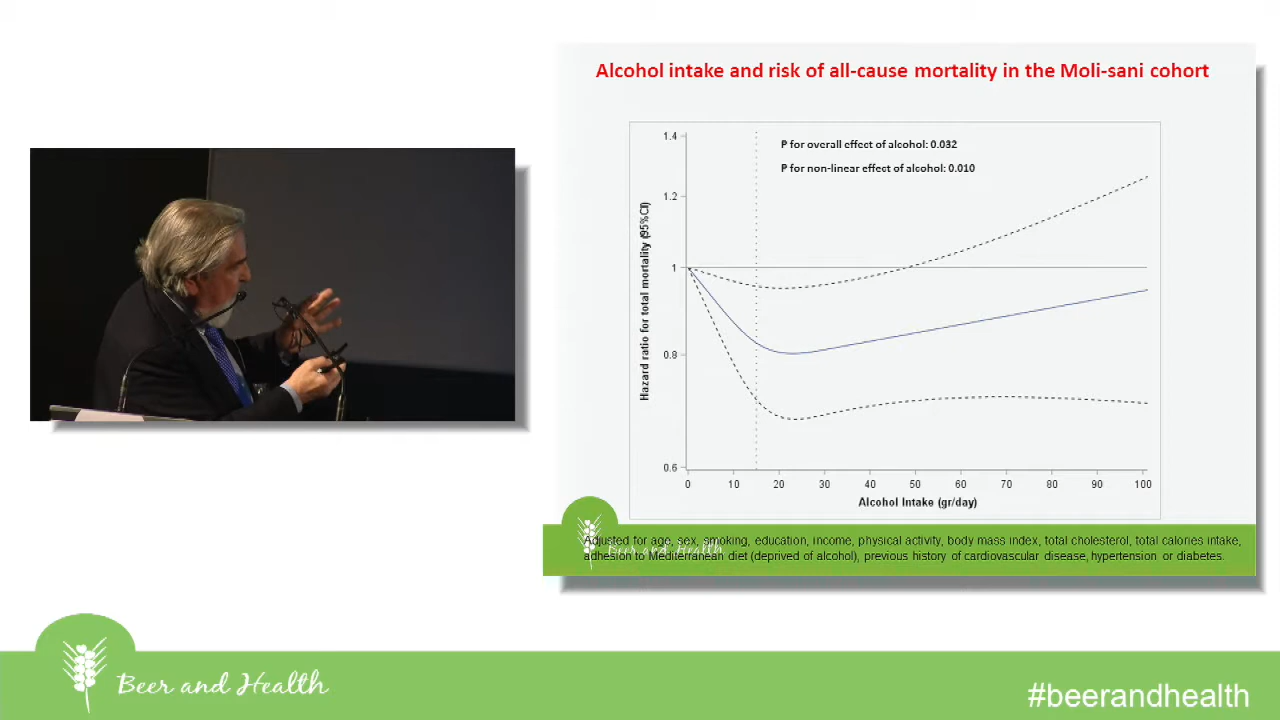 Alcohol intake and risk of all-cause mortality in the Moli-sani cohort
P for overall effect of alcohol: 0.032
P for non-linear effect of alcohol: 0.010
Hazard ratio for total mortality (95%CI)
1.4
1.2
1
0.8
0.6
0 10 20 30 40 50 60 70 80 90 100
Alcohol Intake (gr/day)
Beer and Health
Adjusted for age, sex, smoking, education, income, physical activity, body mass index, total cholesterol, total calories intake,
adhesion to Mediterranean diet (deprived of alcohol), previous history of cardiovascular disease, hypertension or diabetes.
Beer and Health
#beerandhealth